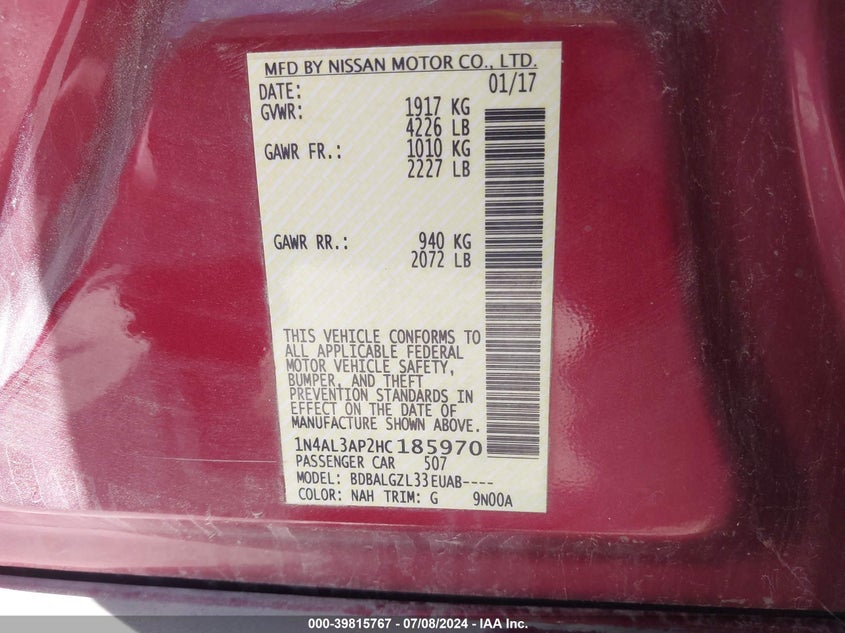 MFD BY NISSAN MOTOR CO., LTD.
DATE: 01/17
GVWR: 1917 KG
4226 LB
GAWR FR.: 1010 KG
2227 LB
GAWR RR.: 940 KG
2072 LB
THIS VEHICLE CONFORMS TO
ALL APPLICABLE FEDERAL
MOTOR VEHICLE SAFETY,
BUMPER, AND THEFT
PREVENTION STANDARDS IN
EFFECT ON THE DATE OF
MANUFACTURE SHOWN ABOVE.
1N4AL3AP2HC185970
PASSENGER CAR 507
MODEL: BDBALGZL33EUAB----
COLOR: NAH TRIM: G 9N00A
000-39815767 - 07/08/2024 - IAA Inc.